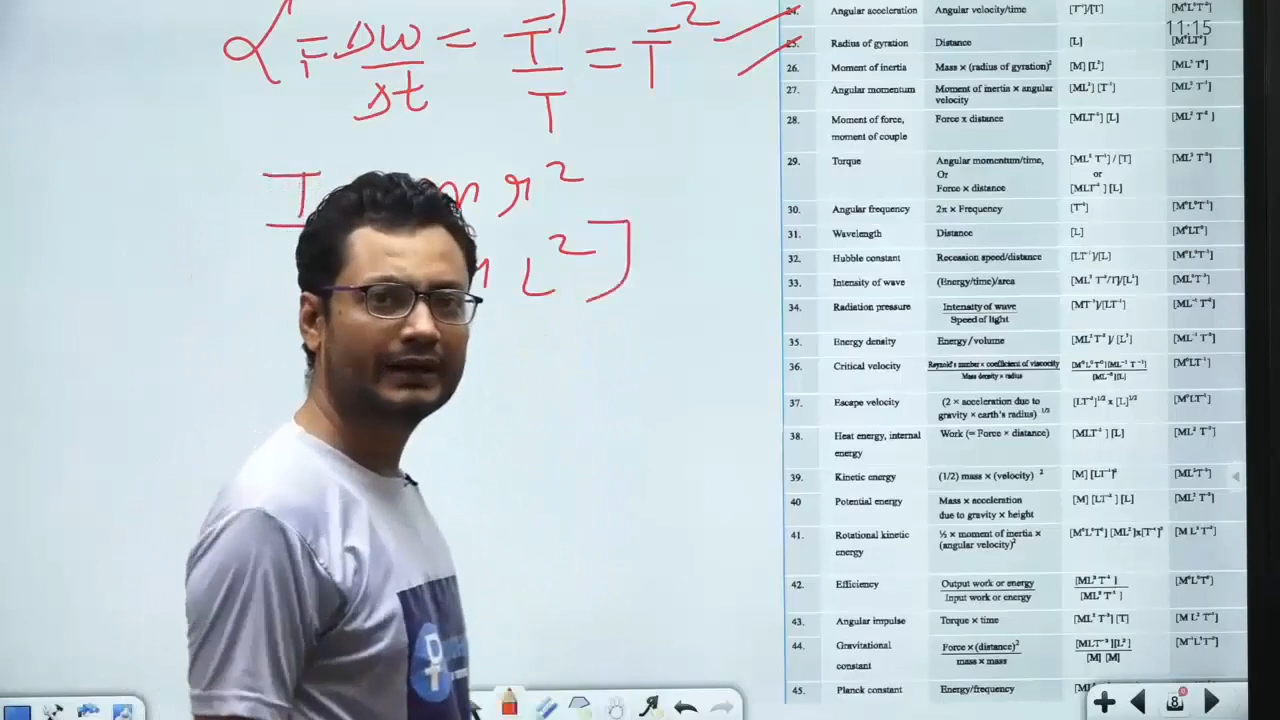 α = Δω/Δt = T⁻¹/T = T⁻²
I
m r²
L² ]
11:15
24. Angular acceleration Angular velocity/time [T⁻¹]/[T] [M⁰L⁰T⁻²]
25. Radius of gyration Distance [L] [M⁰LT⁰]
26. Moment of inertia Mass × (radius of gyration)² [M] [L²] [ML² T⁰]
27. Angular momentum Moment of inertia × angular velocity [ML²] [T⁻¹] [ML² T⁻¹]
28. Moment of force, moment of couple Force x distance [MLT⁻²] [L] [ML² T⁻²]
29. Torque Angular momentum/time, Or Force × distance [ML² T⁻¹] / [T] or [MLT⁻²] [L] [ML² T⁻²]
30. Angular frequency 2π × Frequency [T⁻¹] [M⁰L⁰T⁻¹]
31. Wavelength Distance [L] [M⁰LT⁰]
32. Hubble constant Recession speed/distance [LT⁻¹]/[L] [M⁰L⁰T⁻¹]
33. Intensity of wave (Energy/time)/area [ML² T⁻²/T]/[L²] [ML⁰T⁻³]
34. Radiation pressure Intensity of wave/Speed of light [MT⁻³]/[LT⁻¹] [ML⁻¹ T⁻²]
35. Energy density Energy/volume [ML² T⁻²]/ [L³] [ML⁻¹ T⁻²]
36. Critical velocity Reynold's number × coefficient of viscocity/Mass density × radius [M⁰L⁰T⁰][ML⁻¹ T⁻¹]/[ML⁻³][L] [M⁰LT⁻¹]
37. Escape velocity (2 × acceleration due to gravity × earth's radius) ¹/² [LT⁻²]¹/² x [L]¹/² [M⁰LT⁻¹]
38. Heat energy, internal energy Work (= Force × distance) [MLT⁻²] [L] [ML² T⁻²]
39. Kinetic energy (1/2) mass × (velocity) ² [M] [LT⁻¹]² [ML²T⁻²]
40 Potential energy Mass × acceleration due to gravity × height [M] [LT⁻²] [L] [ML² T⁻²]
41. Rotational kinetic energy ½ × moment of inertia × (angular velocity)² [M⁰L⁰T⁰] [ML²]x[T⁻¹]² [M L² T⁻²]
42. Efficiency Output work or energy/Input work or energy [ML² T⁻²]/[ML² T⁻²] [M⁰L⁰T⁰]
43. Angular impulse Torque × time [ML² T⁻²] [T] [M L² T⁻¹]
44. Gravitational constant Force × (distance)²/mass × mass [MLT⁻²][L²]/[M] [M] [M⁻¹L³T⁻²]
45. Planck constant Energy/frequency